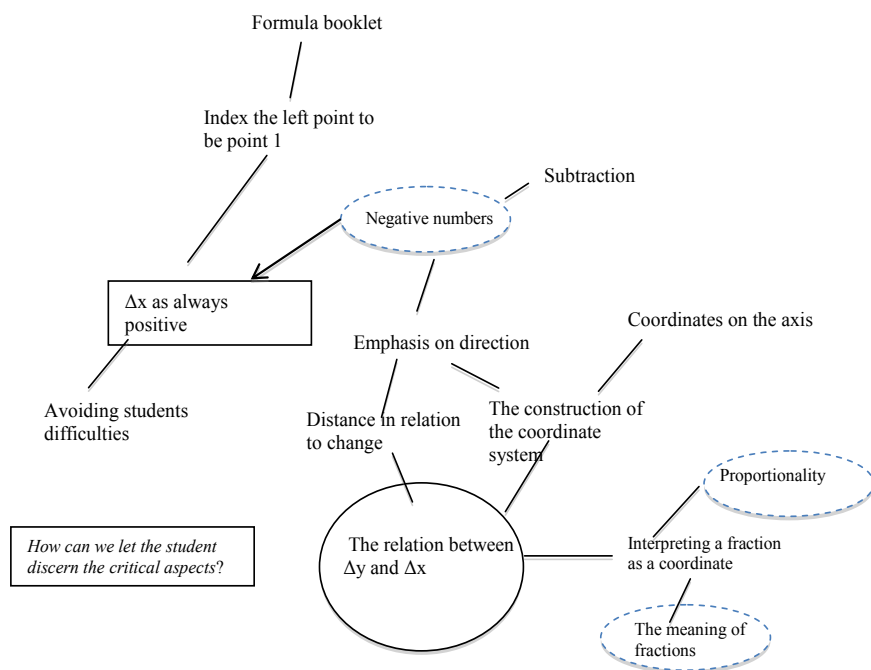 Formula booklet
Index the left point to
be point 1
Subtraction
Negative numbers
Δx as always
positive
Coordinates on the axis
Emphasis on direction
Avoiding students
difficulties
Distance in relation
to change
The construction of
the coordinate
system
Proportionality
How can we let the student
discern the critical aspects?
The relation between
Δy and Δx
Interpreting a fraction
as a coordinate
The meaning of
fractions